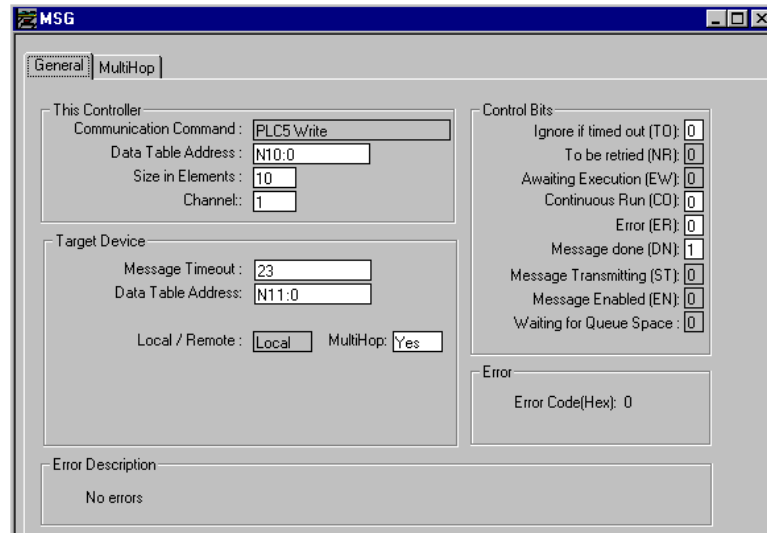 MSG
General MultiHop
This Controller
Communication Command : PLC5 Write
Data Table Address : N10:0
Size in Elements : 10
Channel:: 1
Target Device
Message Timeout : 23
Data Table Address: N11:0
Local / Remote : Local MultiHop: Yes
Control Bits
Ignore if timed out (TO): 0
To be retried (NR): 0
Awaiting Execution (EW): 0
Continuous Run (CO): 0
Error (ER): 0
Message done (DN): 1
Message Transmitting (ST): 0
Message Enabled (EN): 0
Waiting for Queue Space : 0
Error
Error Code(Hex): 0
Error Description
No errors